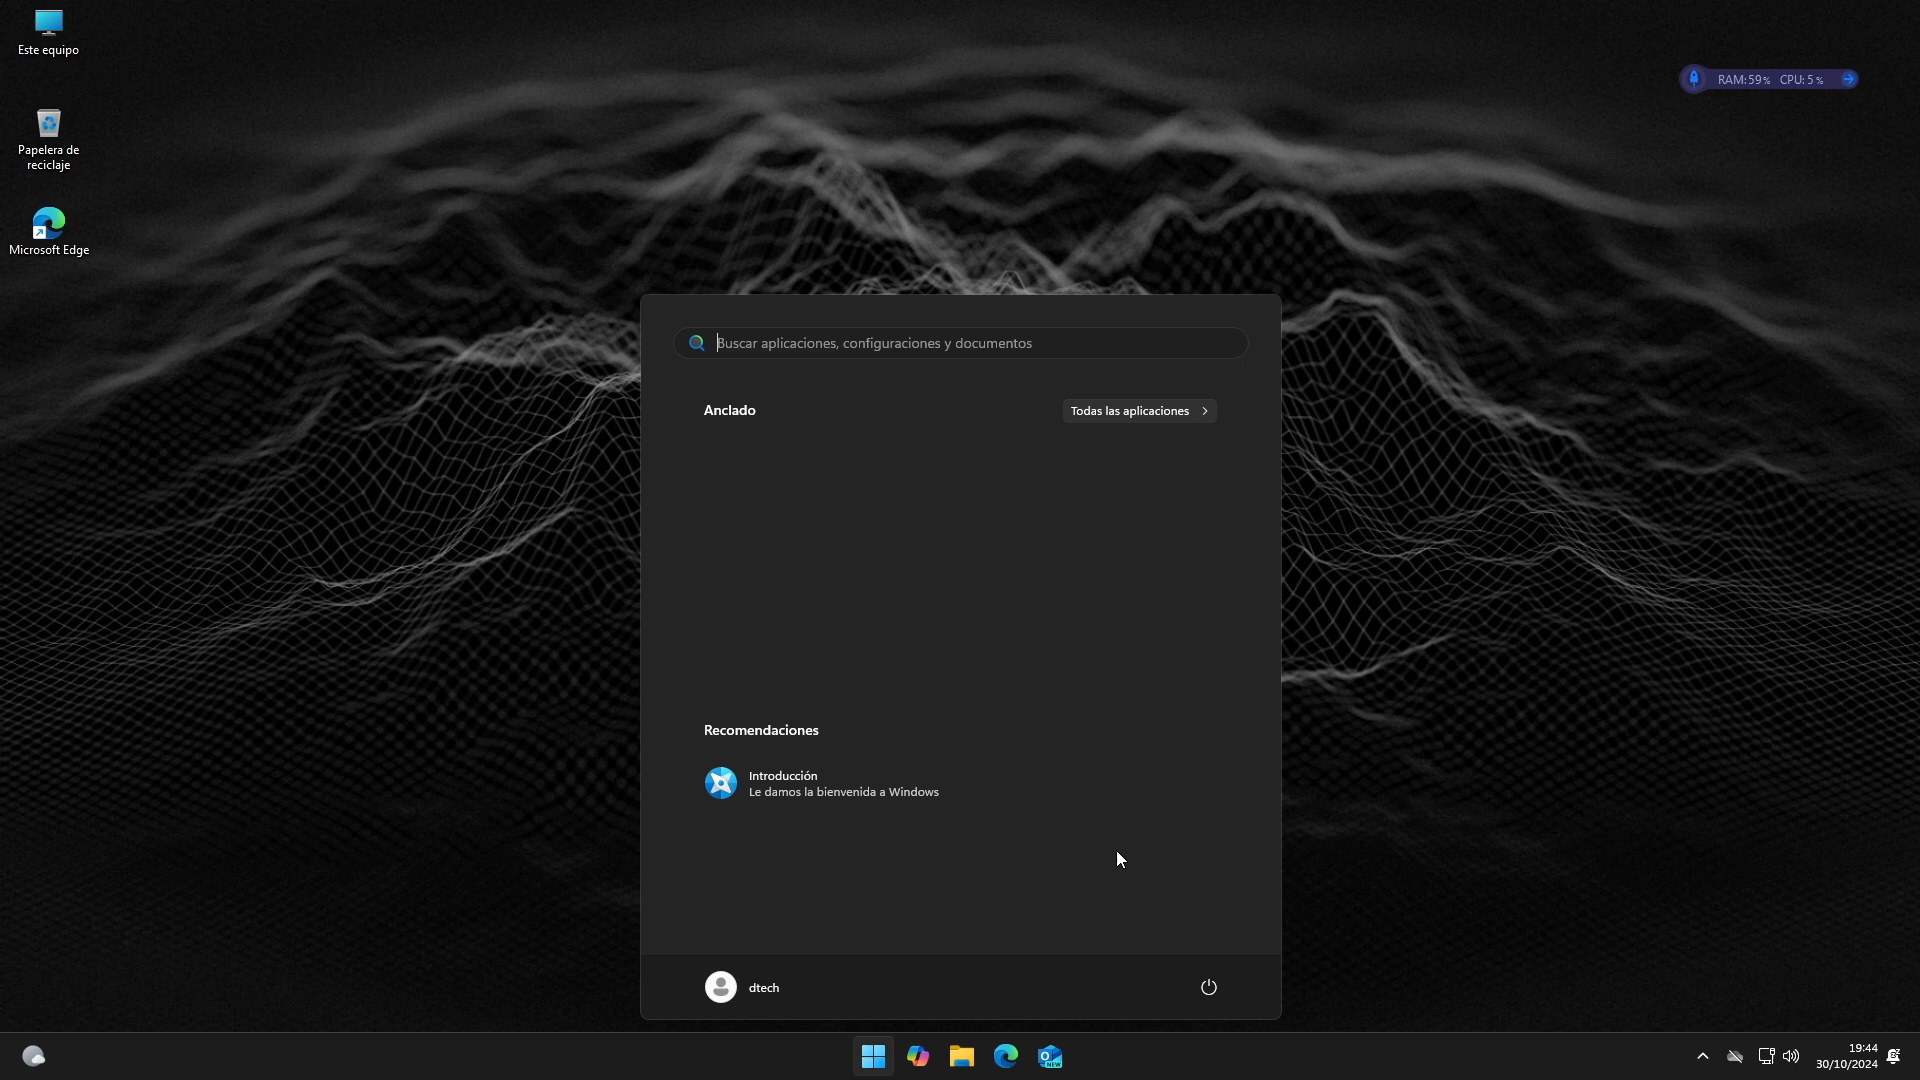 Este equipo
Papelera de
reciclaje
Microsoft Edge
RAM:59% CPU: 5%
Buscar aplicaciones, configuraciones y documentos
Anclado
Todas las aplicaciones
Recomendaciones
Introducción
Le damos la bienvenida a Windows
dtech
NEW
19:44
30/10/2024